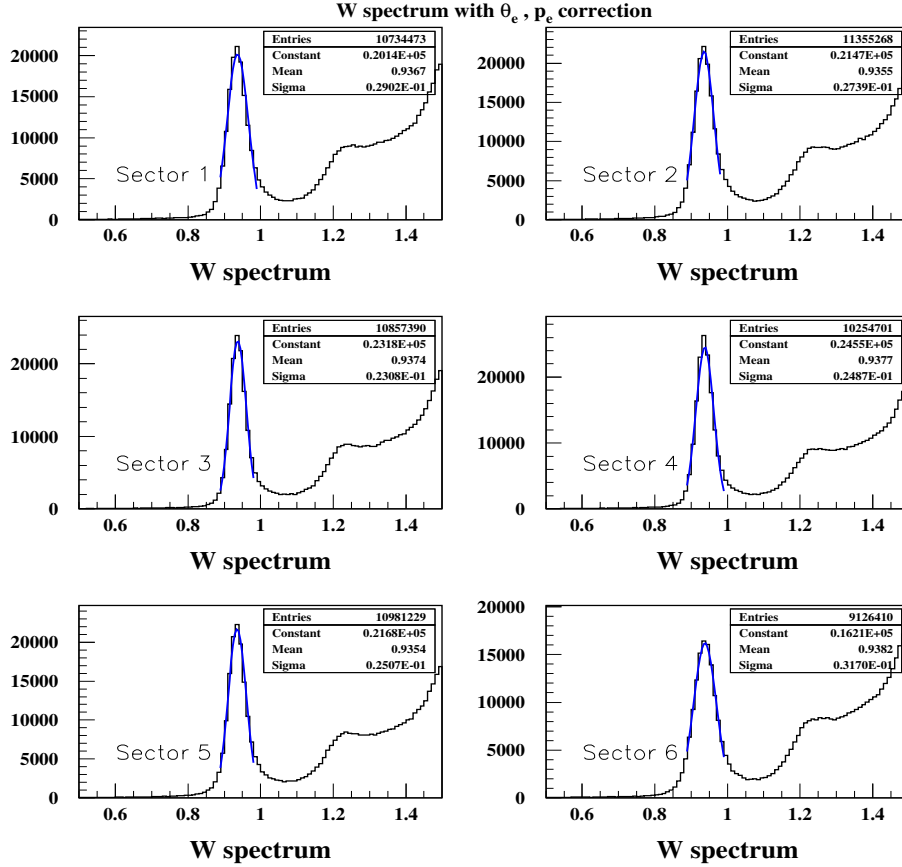 W spectrum with θe , pe correction
Entries 10734473
Constant 0.2014E+05
Mean 0.9367
Sigma 0.2902E-01
20000
15000
10000
5000
0
Sector 1
0.6 0.8 1 1.2 1.4
W spectrum
Entries 11355268
Constant 0.2147E+05
Mean 0.9355
Sigma 0.2739E-01
20000
15000
10000
5000
0
Sector 2
0.6 0.8 1 1.2 1.4
W spectrum
Entries 10857390
Constant 0.2318E+05
Mean 0.9374
Sigma 0.2308E-01
20000
10000
0
Sector 3
0.6 0.8 1 1.2 1.4
W spectrum
Entries 10254701
Constant 0.2455E+05
Mean 0.9377
Sigma 0.2487E-01
20000
10000
0
Sector 4
0.6 0.8 1 1.2 1.4
W spectrum
Entries 10981229
Constant 0.2168E+05
Mean 0.9354
Sigma 0.2507E-01
20000
15000
10000
5000
0
Sector 5
0.6 0.8 1 1.2 1.4
W spectrum
Entries 9126410
Constant 0.1621E+05
Mean 0.9382
Sigma 0.3170E-01
20000
15000
10000
5000
0
Sector 6
0.6 0.8 1 1.2 1.4
W spectrum